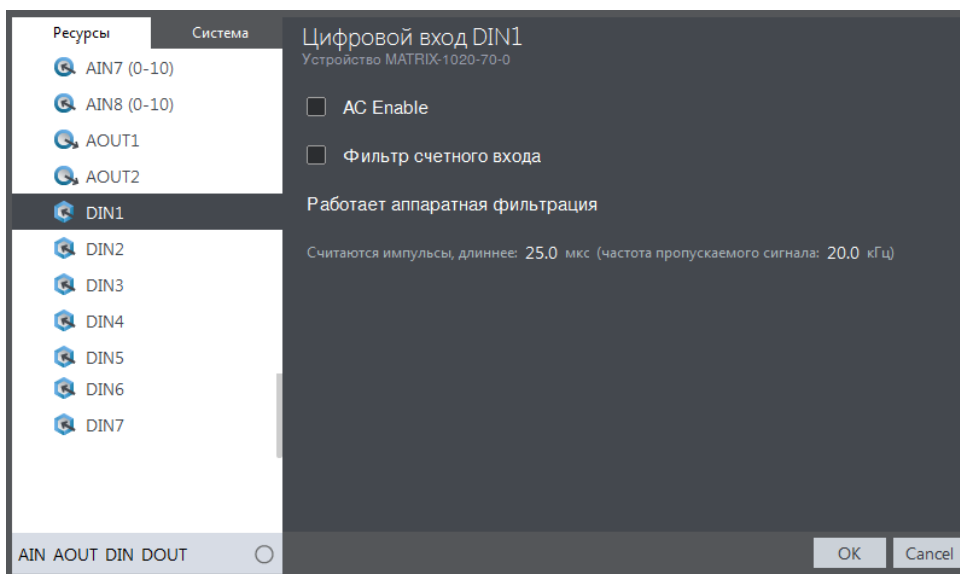 Ресурсы Система
AIN7 (0-10)
AIN8 (0-10)
AOUT1
AOUT2
DIN1
DIN2
DIN3
DIN4
DIN5
DIN6
DIN7
AIN AOUT DIN DOUT
Цифровой вход DIN1
Устройство MATRIX-1020-70-0
AC Enable
Фильтр счетного входа
Работает аппаратная фильтрация
Считаются импульсы, длиннее: 25.0 мкс (частота пропускаемого сигнала: 20.0 кГц)
OK Cancel